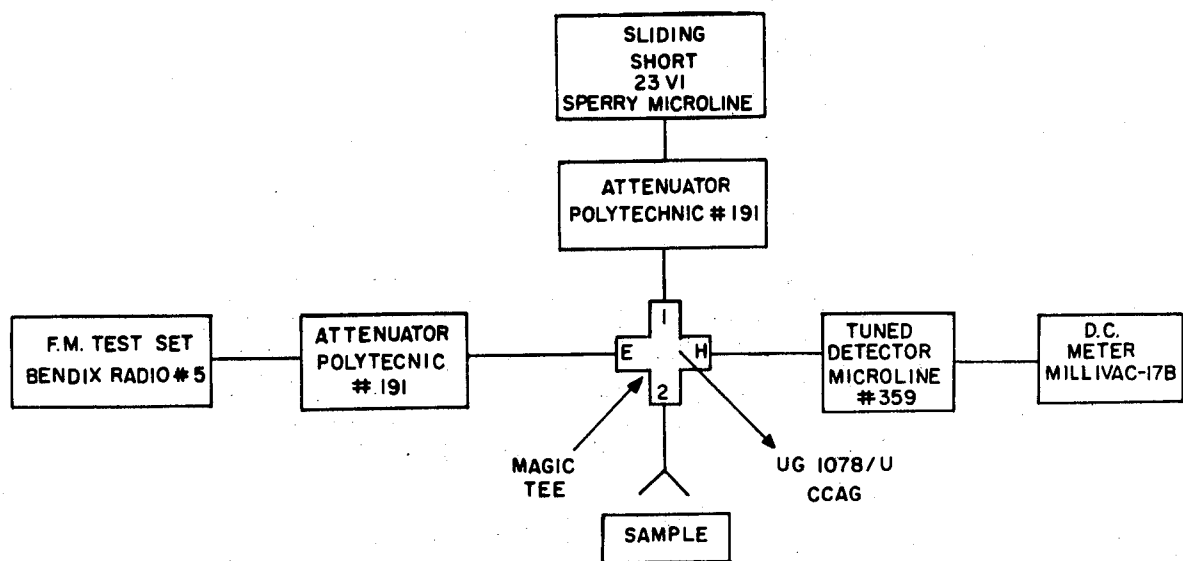 SLIDING
SHORT
23 VI
SPERRY MICROLINE
ATTENUATOR
POLYTECHNIC # 191
F.M. TEST SET
BENDIX RADIO # 5
ATTENUATOR
POLYTECNIC
# 191
1
E
H
2
TUNED
DETECTOR
MICROLINE
#359
D.C.
METER
MILLIVAC-17B
MAGIC
TEE
UG 1078/U
CCAG
SAMPLE